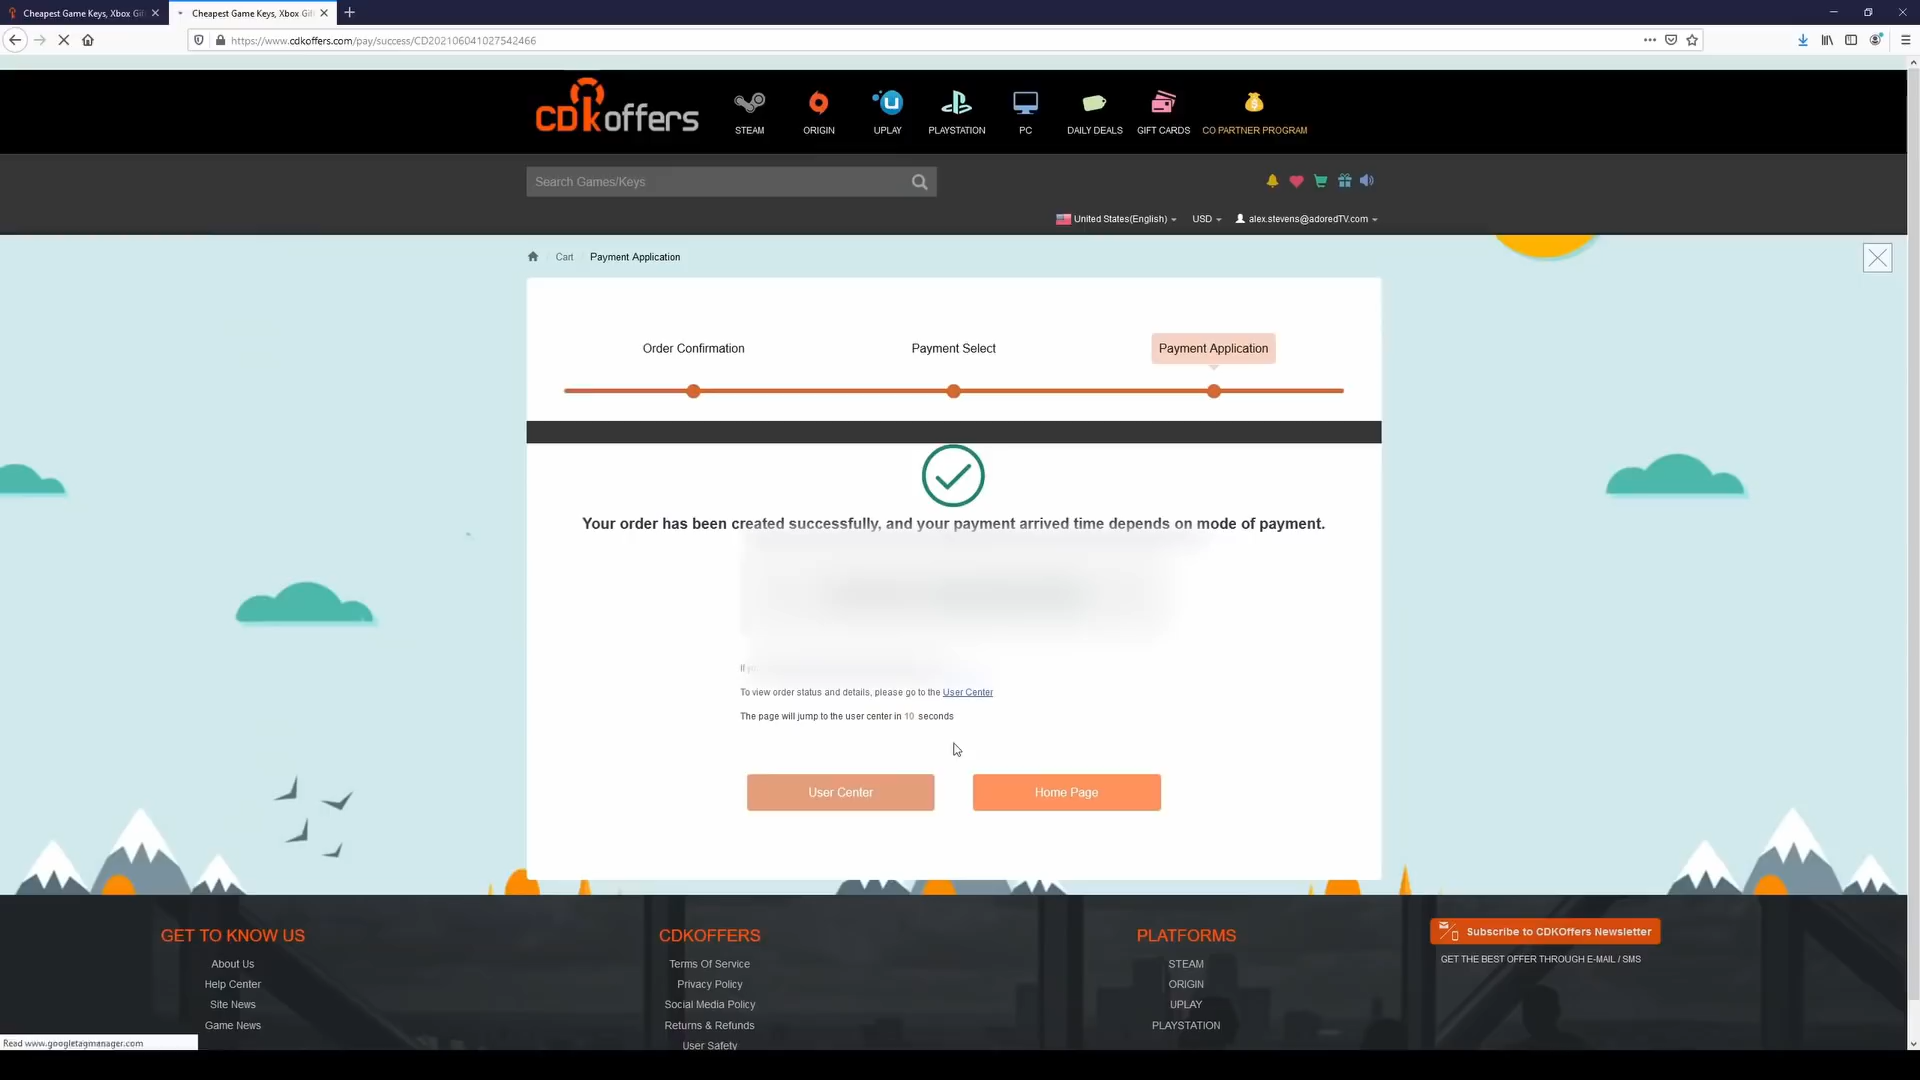 Cheapest Game Keys, Xbox Gif
Cheapest Game Keys, Xbox Gif
https://www.cdkoffers.com/pay/success/CD202106041027542466
CDkoffers
STEAM
ORIGIN
UPLAY
PLAYSTATION
PC
DAILY DEALS
GIFT CARDS
CO PARTNER PROGRAM
Search Games/Keys
United States(English)
USD
alex.stevens@adoredTV.com
Cart
Payment Application
Order Confirmation
Payment Select
Payment Application
Your order has been created successfully, and your payment arrived time depends on mode of payment.
If
To view order status and details, please go to the User Center
The page will jump to the user center in 10 seconds
User Center
Home Page
GET TO KNOW US
About Us
Help Center
Site News
Game News
CDKOFFERS
Terms Of Service
Privacy Policy
Social Media Policy
Returns & Refunds
User Safety
PLATFORMS
STEAM
ORIGIN
UPLAY
PLAYSTATION
Subscribe to CDKOffers Newsletter
GET THE BEST OFFER THROUGH E-MAIL / SMS
Read www.googletagmanager.com